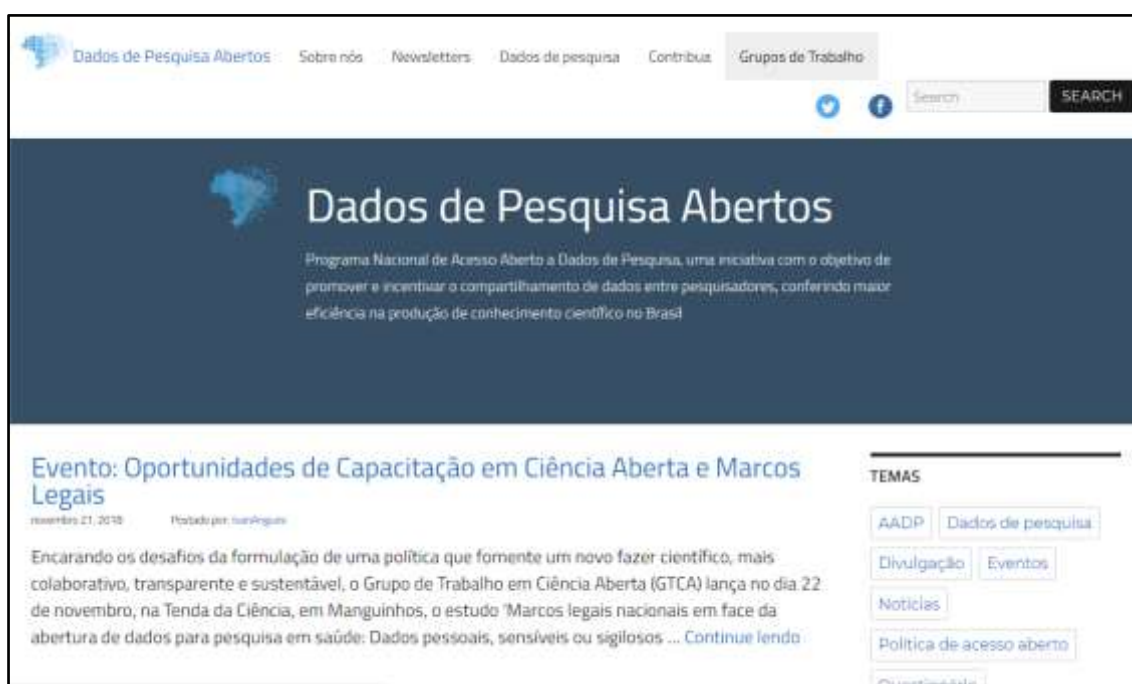 Dados de Pesquisa Abertos
Sobre nós
Newsletters
Dados de pesquisa
Contribua
Grupos de Trabalho
Search
SEARCH
Dados de Pesquisa Abertos
Programa Nacional de Acesso Aberto a Dados de Pesquisa, uma iniciativa com o objetivo de
promover e incentivar o compartilhamento de dados entre pesquisadores, conferindo maior
eficiência na produção de conhecimento científico no Brasil
Evento: Oportunidades de Capacitação em Ciência Aberta e Marcos
Legais
novembro 21, 2018
Postado por:
Encarando os desafios da formulação de uma política que fomente um novo fazer científico, mais
colaborativo, transparente e sustentável, o Grupo de Trabalho em Ciência Aberta (GTCA) lança no dia 22
de novembro, na Tenda da Ciência, em Manguinhos, o estudo 'Marcos legais nacionais em face da
abertura de dados para pesquisa em saúde: Dados pessoais, sensíveis ou sigilosos ... Continue lendo
TEMAS
AADP
Dados de pesquisa
Divulgação
Eventos
Notícias
Política de acesso aberto